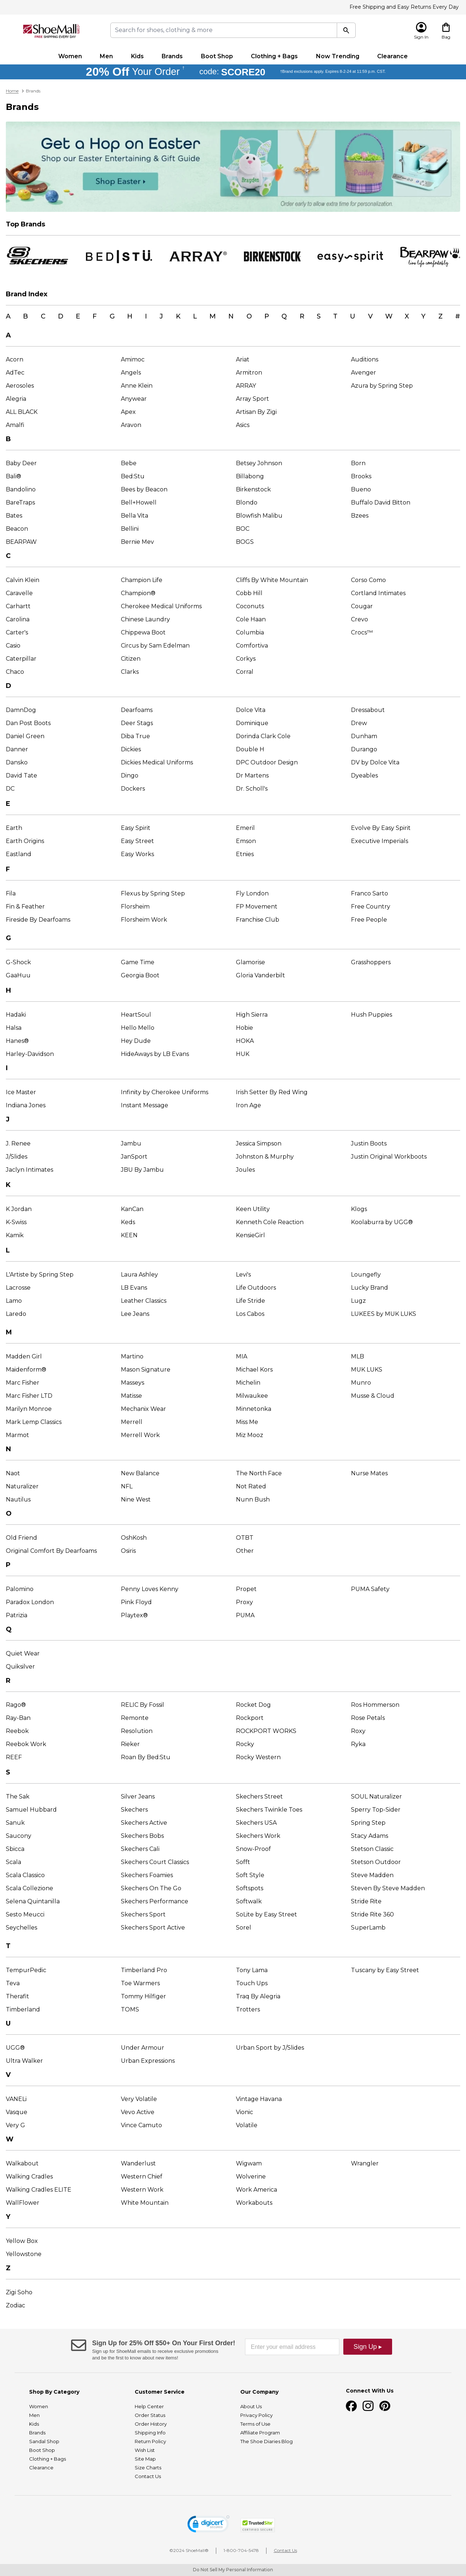 Free Shipping and Easy Returns Every Day
ShoeMall
FREE SHIPPING EVERY DAY
Search for shoes, clothing & more
Sign In
Bag
Women Men Kids Brands Boot Shop Clothing + Bags Now Trending Clearance
20% Off Your Order † code: SCORE20 †Brand exclusions apply. Expires 4-2-24 at 11:59 p.m. CST.
Home > Brands
Brands
Get a Hop on Easter
Shop our Easter Entertaining & Gift Guide
Shop Easter
Order early to allow extra time for personalization
Top Brands
SKECHERS BED|STÜ. ARRAY® BIRKENSTOCK easy spirit BEARPAW
live life comfortably
Brand Index
A B C D E F G H I J K L M N O P Q R S T U V W X Y Z #
A
Acorn Amimoc Ariat Auditions
AdTec Angels Armitron Avenger
Aerosoles Anne Klein ARRAY Azura by Spring Step
Alegria Anywear Array Sport
ALL BLACK Apex Artisan By Zigi
Amalfi Aravon Asics
B
Baby Deer Bebe Betsey Johnson Born
Bali® Bed:Stu Billabong Brooks
Bandolino Bees by Beacon Birkenstock Bueno
BareTraps Bell+Howell Blondo Buffalo David Bitton
Bates Bella Vita Blowfish Malibu Bzees
Beacon Bellini BOC
BEARPAW Bernie Mev BOGS
C
Calvin Klein Champion Life Cliffs By White Mountain Corso Como
Caravelle Champion® Cobb Hill Cortland Intimates
Carhartt Cherokee Medical Uniforms Coconuts Cougar
Carolina Chinese Laundry Cole Haan Crevo
Carter's Chippewa Boot Columbia Crocs™
Casio Circus by Sam Edelman Comfortiva
Caterpillar Citizen Corkys
Chaco Clarks Corral
D
DamnDog Dearfoams Dolce Vita Dressabout
Dan Post Boots Deer Stags Dominique Drew
Daniel Green Diba True Dorinda Clark Cole Dunham
Danner Dickies Double H Durango
Dansko Dickies Medical Uniforms DPC Outdoor Design DV by Dolce Vita
David Tate Dingo Dr Martens Dyeables
DC Dockers Dr. Scholl's
E
Earth Easy Spirit Emeril Evolve By Easy Spirit
Earth Origins Easy Street Emson Executive Imperials
Eastland Easy Works Etnies
F
Fila Flexus by Spring Step Fly London Franco Sarto
Fin & Feather Florsheim FP Movement Free Country
Fireside By Dearfoams Florsheim Work Franchise Club Free People
G
G-Shock Game Time Glamorise Grasshoppers
GaaHuu Georgia Boot Gloria Vanderbilt
H
Hadaki HeartSoul High Sierra Hush Puppies
Halsa Hello Mello Hobie
Hanes® Hey Dude HOKA
Harley-Davidson HideAways by LB Evans HUK
I
Ice Master Infinity by Cherokee Uniforms Irish Setter By Red Wing
Indiana Jones Instant Message Iron Age
J
J. Renee Jambu Jessica Simpson Justin Boots
J/Slides JanSport Johnston & Murphy Justin Original Workboots
Jaclyn Intimates JBU By Jambu Joules
K
K Jordan KanCan Keen Utility Klogs
K-Swiss Keds Kenneth Cole Reaction Koolaburra by UGG®
Kamik KEEN KensieGirl
L
L'Artiste by Spring Step Laura Ashley Levi's Loungefly
Lacrosse LB Evans Life Outdoors Lucky Brand
Lamo Leather Classics Life Stride Lugz
Laredo Lee Jeans Los Cabos LUKEES by MUK LUKS
M
Madden Girl Martino MIA MLB
Maidenform® Mason Signature Michael Kors MUK LUKS
Marc Fisher Masseys Michelin Munro
Marc Fisher LTD Matisse Milwaukee Musse & Cloud
Marilyn Monroe Mechanix Wear Minnetonka
Mark Lemp Classics Merrell Miss Me
Marmot Merrell Work Miz Mooz
N
Naot New Balance The North Face Nurse Mates
Naturalizer NFL Not Rated
Nautilus Nine West Nunn Bush
O
Old Friend OshKosh OTBT
Original Comfort By Dearfoams Osiris Other
P
Palomino Penny Loves Kenny Propet PUMA Safety
Paradox London Pink Floyd Proxy
Patrizia Playtex® PUMA
Q
Quiet Wear
Quiksilver
R
Rago® RELIC By Fossil Rocket Dog Ros Hommerson
Ray-Ban Remonte Rockport Rose Petals
Reebok Resolution ROCKPORT WORKS Roxy
Reebok Work Rieker Rocky Ryka
REEF Roan By Bed:Stu Rocky Western
S
The Sak Silver Jeans Skechers Street SOUL Naturalizer
Samuel Hubbard Skechers Skechers Twinkle Toes Sperry Top-Sider
Sanuk Skechers Active Skechers USA Spring Step
Saucony Skechers Bobs Skechers Work Stacy Adams
Sbicca Skechers Cali Snow-Proof Stetson Classic
Scala Skechers Court Classics Sofft Stetson Outdoor
Scala Classico Skechers Foamies Soft Style Steve Madden
Scala Collezione Skechers On The Go Softspots Steven By Steve Madden
Selena Quintanilla Skechers Performance Softwalk Stride Rite
Sesto Meucci Skechers Sport SoLite by Easy Street Stride Rite 360
Seychelles Skechers Sport Active Sorel SuperLamb
T
TempurPedic Timberland Pro Tony Lama Tuscany by Easy Street
Teva Toe Warmers Touch Ups
Therafit Tommy Hilfiger Traq By Alegria
Timberland TOMS Trotters
U
UGG® Under Armour Urban Sport by J/Slides
Ultra Walker Urban Expressions
V
VANELi Very Volatile Vintage Havana
Vasque Vevo Active Vionic
Very G Vince Camuto Volatile
W
Walkabout Wanderlust Wigwam Wrangler
Walking Cradles Western Chief Wolverine
Walking Cradles ELITE Western Work Work America
WallFlower White Mountain Workabouts
Y
Yellow Box
Yellowstone
Z
Zigi Soho
Zodiac
Sign Up for 25% Off $50+ On Your First Order!
Sign up for ShoeMall emails to receive exclusive promotions
and be the first to know about new items!
Enter your email address
Sign Up
Shop By Category Customer Service Our Company Connect With Us
Women Help Center About Us
Men Order Status Privacy Policy
Kids Order History Terms of Use
Brands Shipping Info Affiliate Program
Sandal Shop Return Policy The Shoe Diaries Blog
Boot Shop Wish List
Clothing + Bags Site Map
Clearance Size Charts
Contact Us
digicert
TrustedSite
CERTIFIED SECURE
©2024 ShoeMall® | 1-800-704-5478 | Contact Us
Do Not Sell My Personal Information